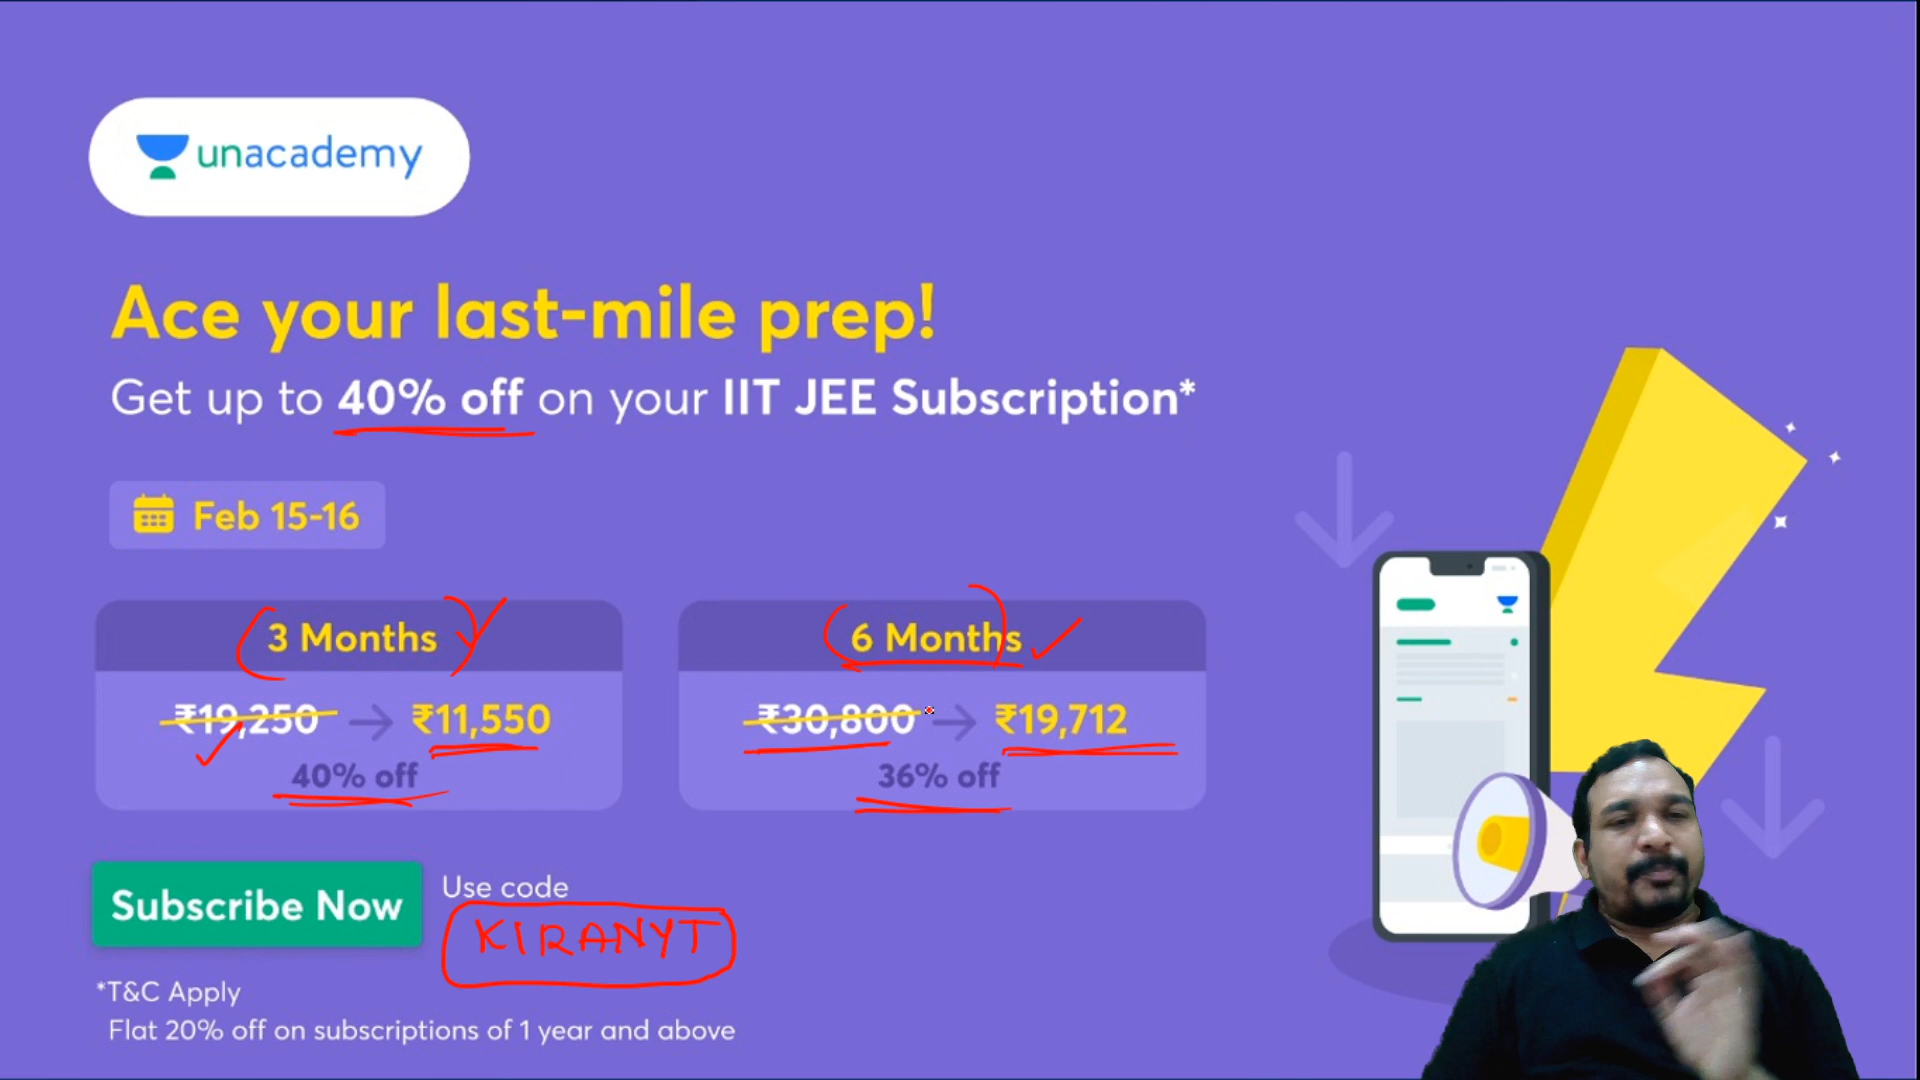 unacademy
Ace your last-mile prep!
Get up to 40% off on your IIT JEE Subscription*
Feb 15-16
3 Months
₹19,250 → ₹11,550
40% off
6 Months
₹30,800 → ₹19,712
36% off
Subscribe Now
Use code
KIRANYT
*T&C Apply
Flat 20% off on subscriptions of 1 year and above